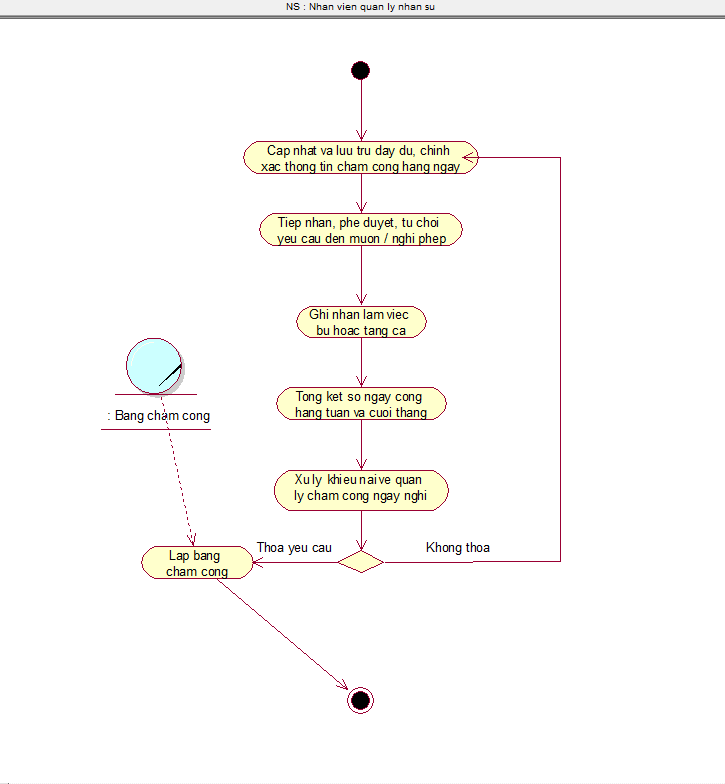 NS : Nhan vien quan ly nhan su
Cap nhat va luu tru day du, chinh
xac thong tin cham cong hang ngay
Tiep nhan, phe duyet, tu choi
yeu cau den muon / nghi phep
Ghi nhan lam viec
bu hoac tang ca
: Bang cham cong
Tong ket so ngay cong
hang tuan va cuoi thang
Xu ly khieu nai ve quan
ly cham cong ngay nghi
Thoa yeu cau
Khong thoa
Lap bang
cham cong